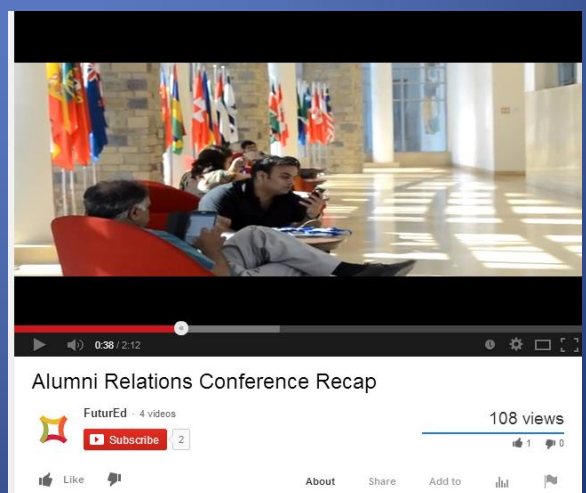 0:38 / 2:12
Alumni Relations Conference Recap
FuturEd · 4 videos
Subscribe 2
108 views
1 0
Like
About Share Add to